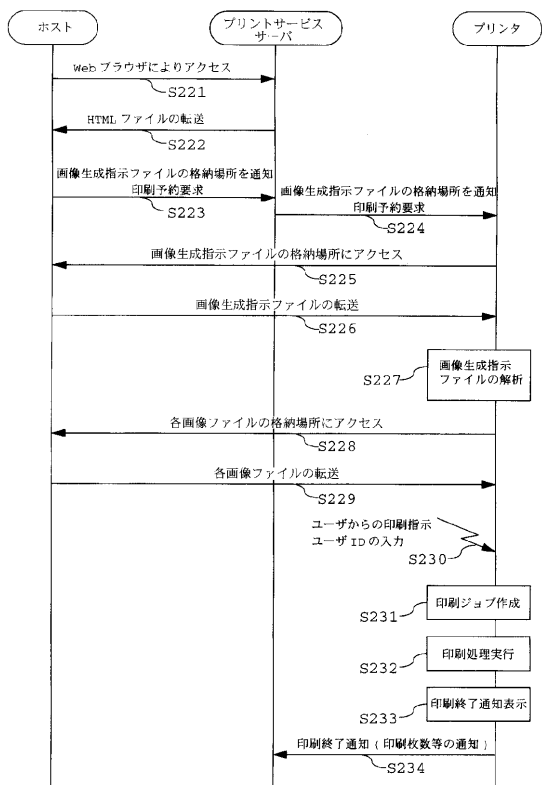 ホスト
プリントサービス
サーバ
プリンタ
Webブラウザによりアクセス
S221
HTMLファイルの転送
S222
画像生成指示ファイルの格納場所を通知
印刷予約要求
S223
画像生成指示ファイルの格納場所を通知
印刷予約要求
S224
画像生成指示ファイルの格納場所にアクセス
S225
画像生成指示ファイルの転送
S226
画像生成指示
ファイルの解析
S227
各画像ファイルの格納場所にアクセス
S228
各画像ファイルの転送
S229
ユーザからの印刷指示
ユーザIDの入力
S230
印刷ジョブ作成
S231
印刷処理実行
S232
印刷終了通知表示
S233
印刷終了通知(印刷枚数等の通知)
S234